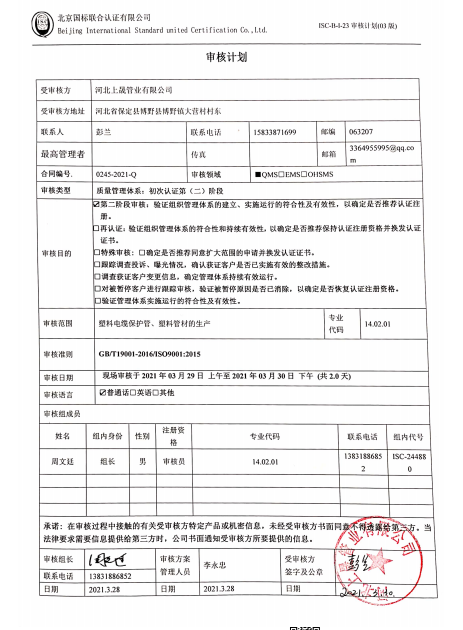 北京国标联合认证有限公司
Beijing International Standard united Certification Co.,Ltd.
ISC-B-I-23 审核计划(03 版)
审核计划
受审核方 河北上晟管业有限公司
受审核方地址 河北省保定县博野县博野镇大营村村东
联系人 彭兰 联系电话 15833871699 邮编 063207
最高管理者 传真 邮箱 3364955995@qq.co
m
合同编号. 0245-2021-Q 审核领域 ■QMS□EMS□OHSMS
审核类型 质量管理体系：初次认证第（二）阶段
审核目的
☑第二阶段审核：验证组织管理体系的建立、实施运行的符合性及有效性，以确定是否推荐认证注
册。
□再认证：验证组织管理体系的符合性和持续有效性，以确定是否推荐保持认证注册资格并换发认证
证书。
□特殊审核：□确定是否推荐同意扩大范围的申请并换发认证证书。
□跟踪调查投诉、曝光情况，确认获证客户是否已实施有效的整改措施。
□调查获证客户变更信息，确定管理体系持续有效运行。
□对被暂停客户进行跟踪审核，验证被暂停原因是否已消除，以确定是否恢复认证注册资格。
□验证管理体系实施运行的符合性及有效性。
审核范围 塑料电缆保护管、塑料管材的生产 专业
代码 14.02.01
审核准则 GB/T19001-2016/ISO9001:2015
审核日期 现场审核于 2021 年 03 月 29 日 上午至 2021 年 03 月 30 日 下午 (共 2.0 天)
审核语言 ☑普通话□英语□其他
审核组成员
姓名 组内身份 性别 注册资
格 专业代码 联系电话 组内代号
周文廷 组长 男 审核员 14.02.01 1383188685
2 ISC-24488
0
承诺：在审核过程中接触的有关受审核方特定产品或机密信息，未经受审核方书面同意不得透露给第三方。当
法律要求需要信息提供给第三方时，公司书面通知受审核方所要提供的信息。
审核组长 审核方案
管理人员 李永忠 受审核方
签字及公章 彭兰
联系电话 13831886852
日期 2021.3.28 日期 2021.3.28 日期